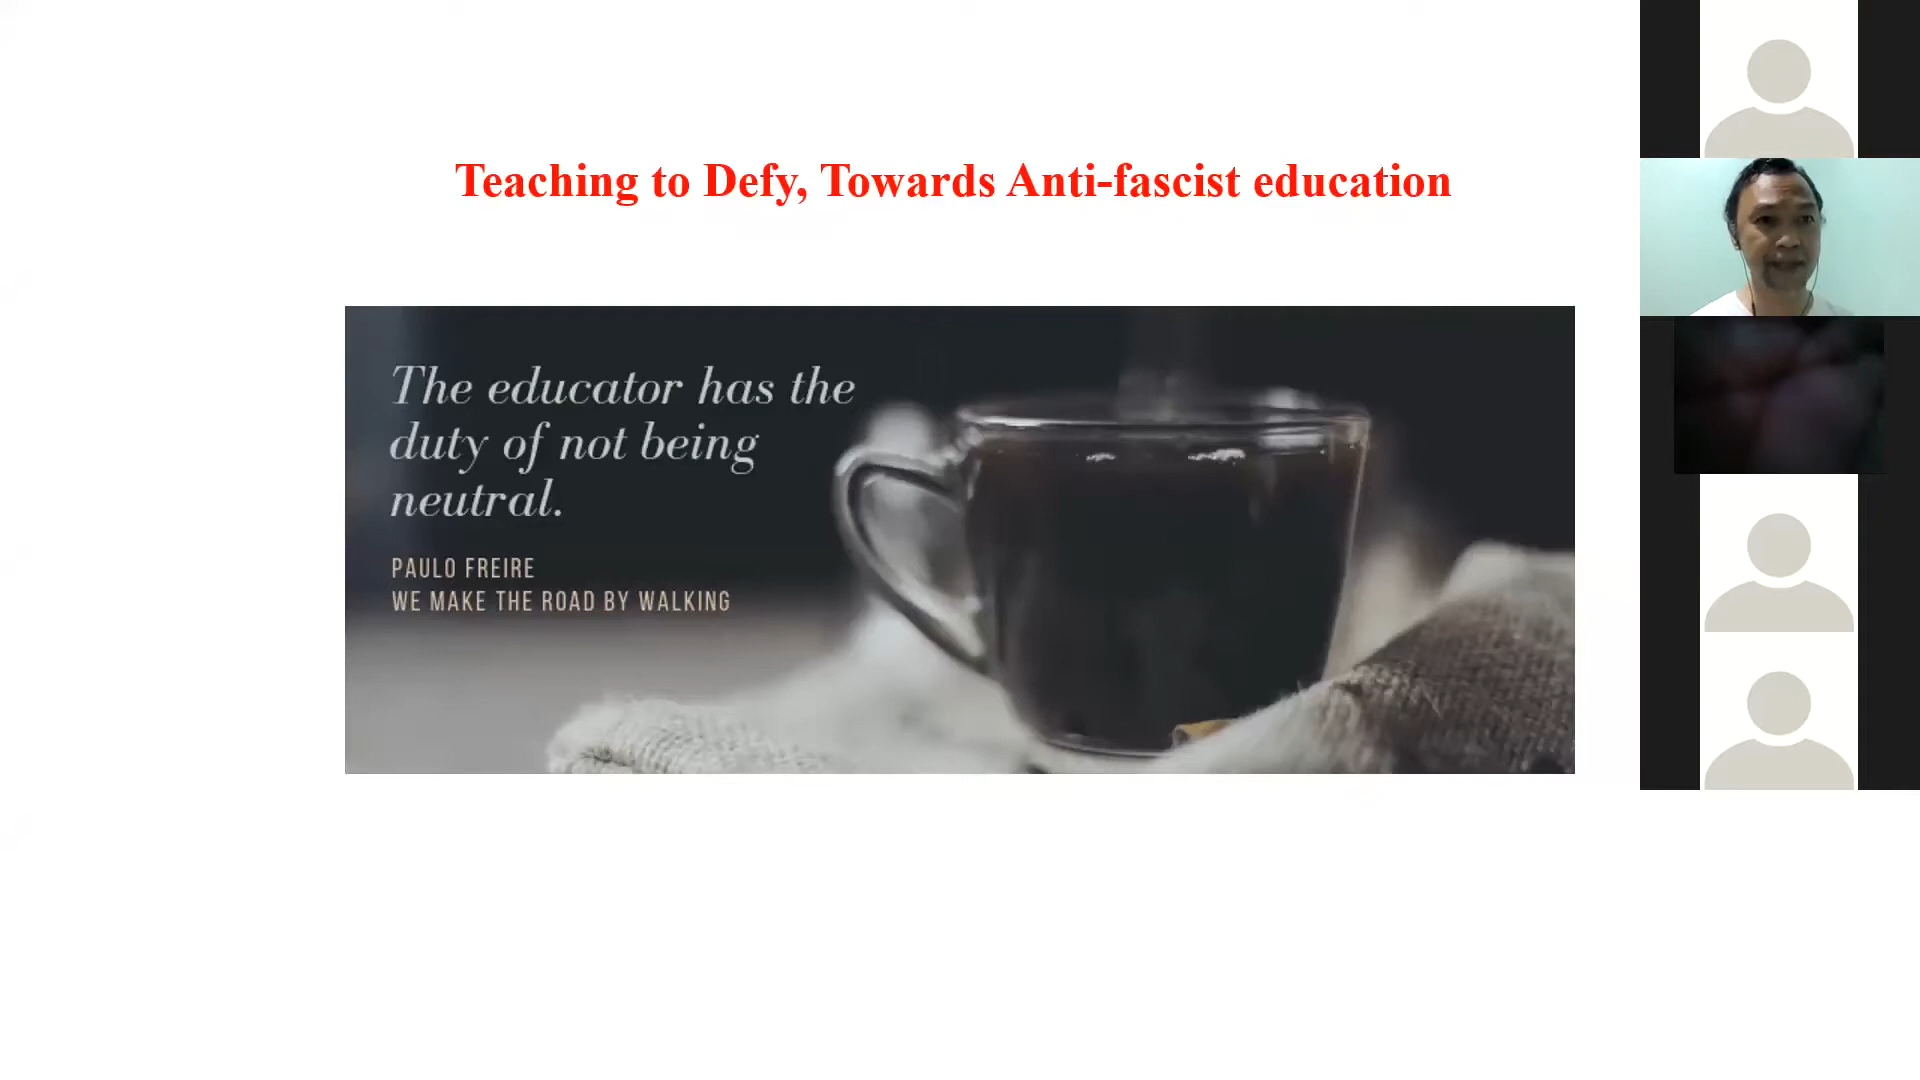 Teaching to Defy, Towards Anti-fascist education
The educator has the
duty of not being
neutral.
PAULO FREIRE
WE MAKE THE ROAD BY WALKING